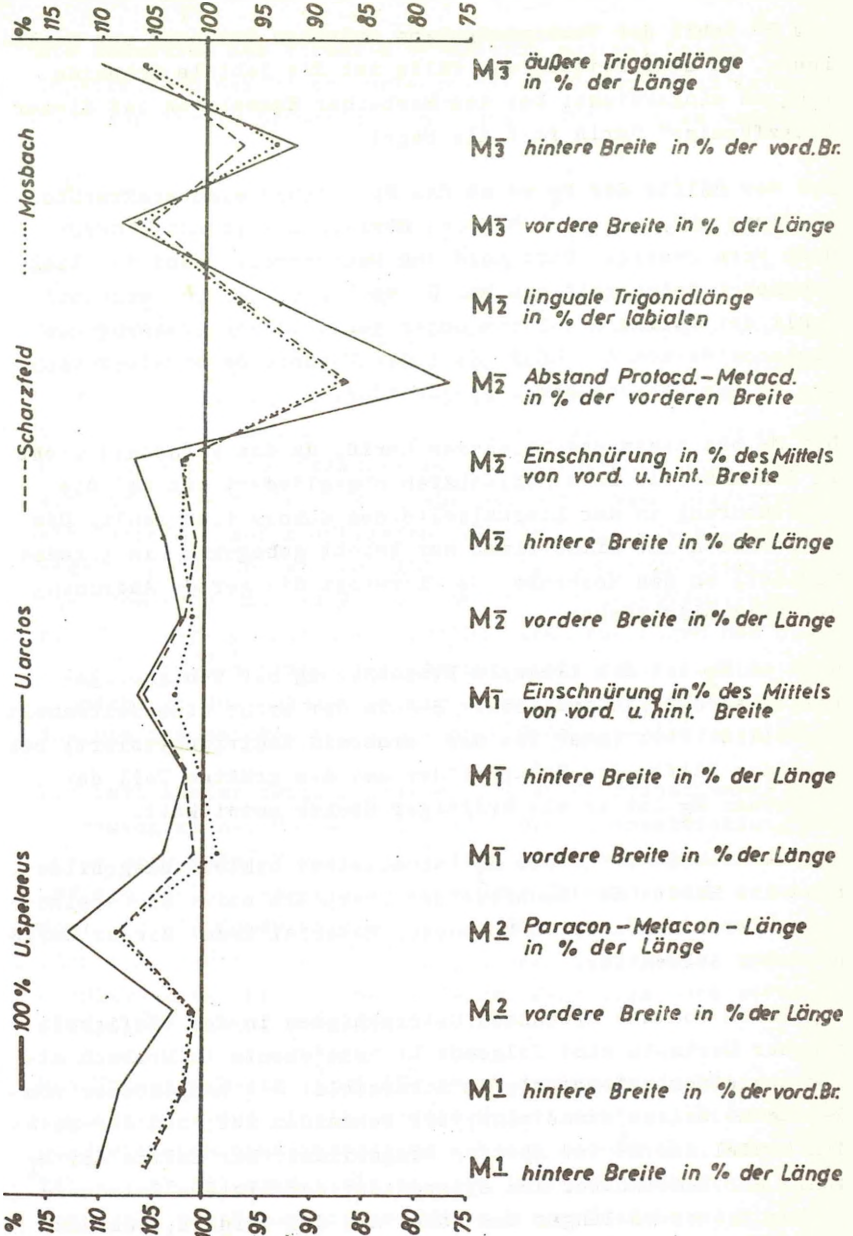 %
110
105
100
95
90
85
80
75
100% U.spelaeus
U.arctos
Scharzfeld
Mosbach
M3 äußere Trigonidlänge
in % der Länge
M3 hintere Breite in % der vord.Br.
M3 vordere Breite in % der Länge
M2 linguale Trigonidlänge
in % der labialen
M2 Abstand Protocd.-Metacd.
in % der vorderen Breite
M2 Einschnürung in % des Mittels
von vord. u. hint. Breite
M2 hintere Breite in % der Länge
M2 vordere Breite in % der Länge
M1 Einschnürung in % des Mittels
von vord. u. hint. Breite
M1 hintere Breite in % der Länge
M1 vordere Breite in % der Länge
M2 Paracon-Metacon-Länge
in % der Länge
M2 vordere Breite in % der Länge
M1 hintere Breite in % der vord. Br.
M1 hintere Breite in % der Länge
%
115
110
105
100
95
90
85
80
75